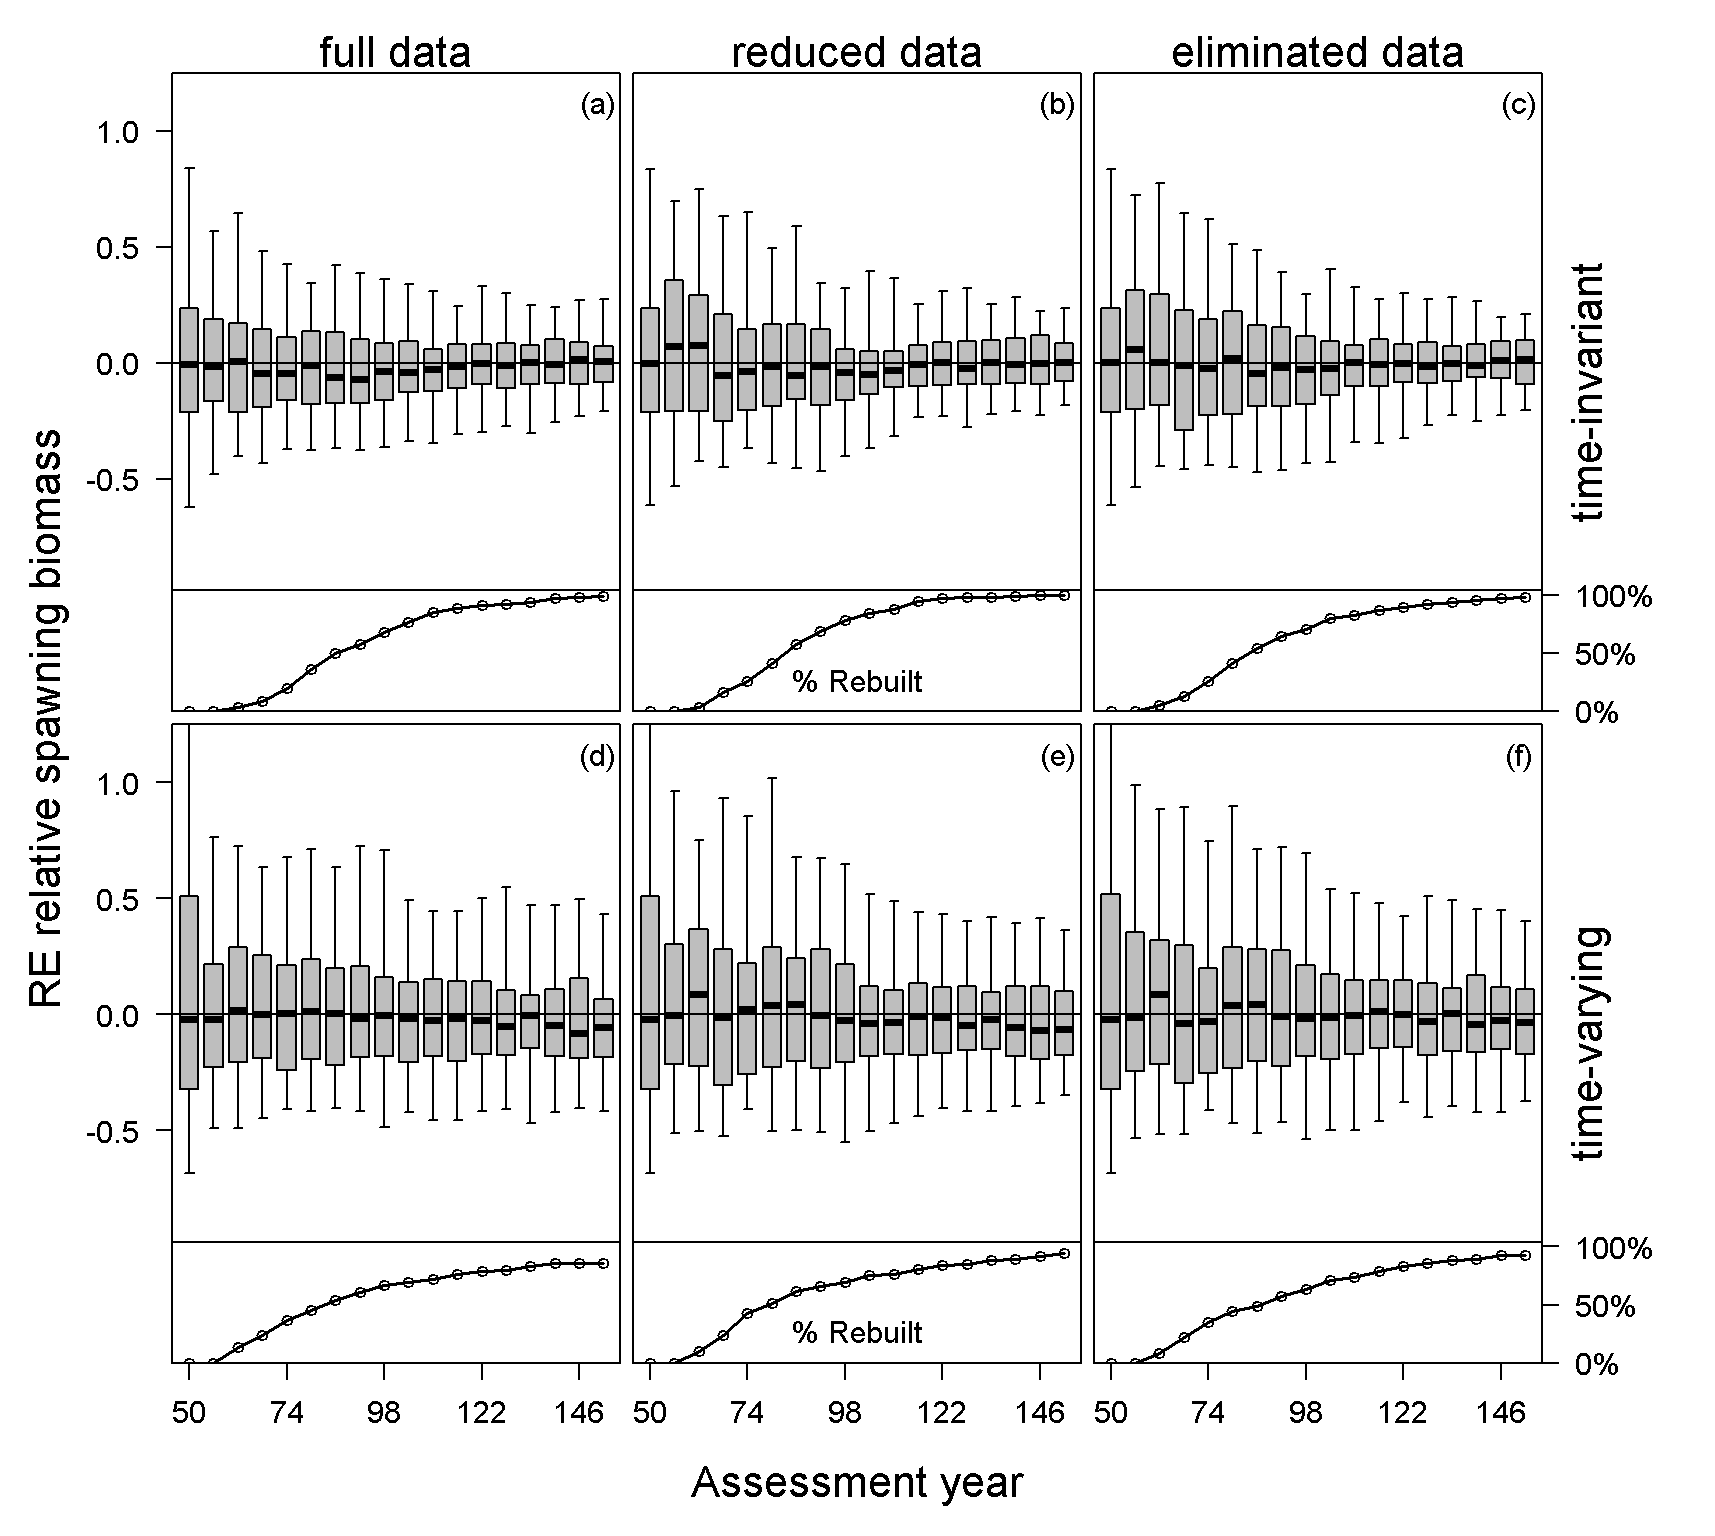 full data reduced data eliminated data
(a) (b) (c)
1.0
0.5
0.0
-0.5
RE relative spawning biomass
time-invariant
% Rebuilt
100%
50%
0%
(d) (e) (f)
1.0
0.5
0.0
-0.5
time-varying
% Rebuilt
100%
50%
0%
50 74 98 122 146 50 74 98 122 146 50 74 98 122 146
Assessment year